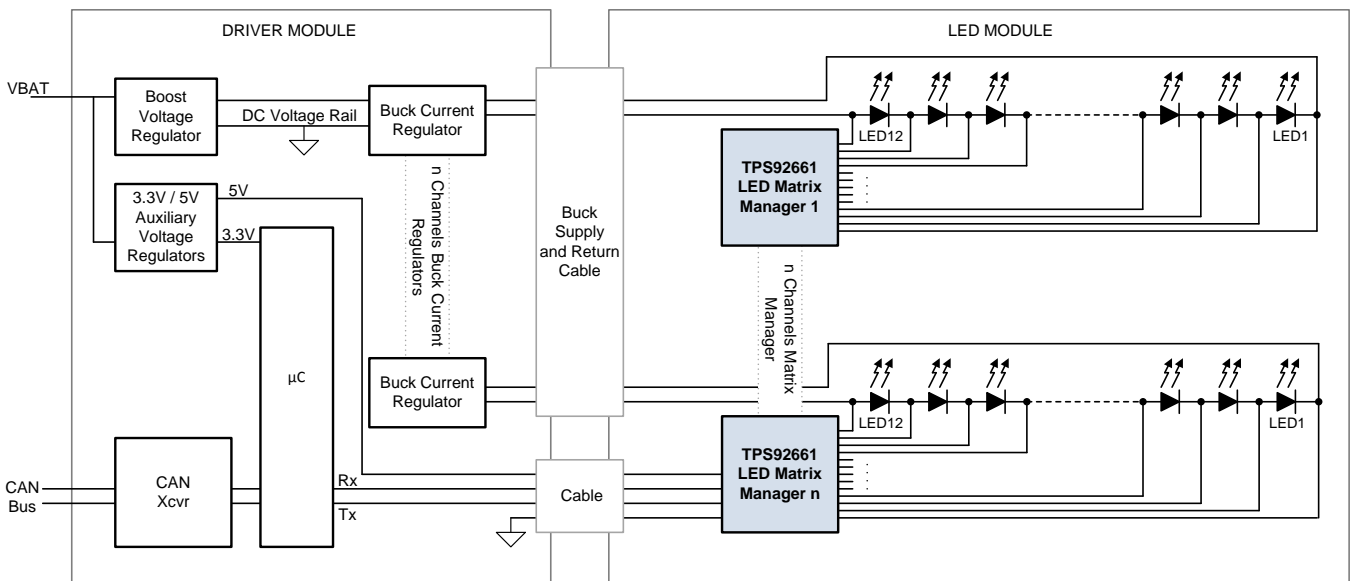 DRIVER MODULE
LED MODULE
VBAT
Boost
Voltage
Regulator
DC Voltage Rail
Buck Current
Regulator
LED12
LED1
TPS92661
LED Matrix
Manager 1
3.3V / 5V
Auxiliary
Voltage
Regulators
5V
3.3V
n Channels Buck Current
Regulators
Buck
Supply
and Return
Cable
n Channels Matrix
Manager
µC
Buck Current
Regulator
LED12
LED1
TPS92661
LED Matrix
Manager n
CAN
Bus
CAN
Xcvr
Rx
Tx
Cable